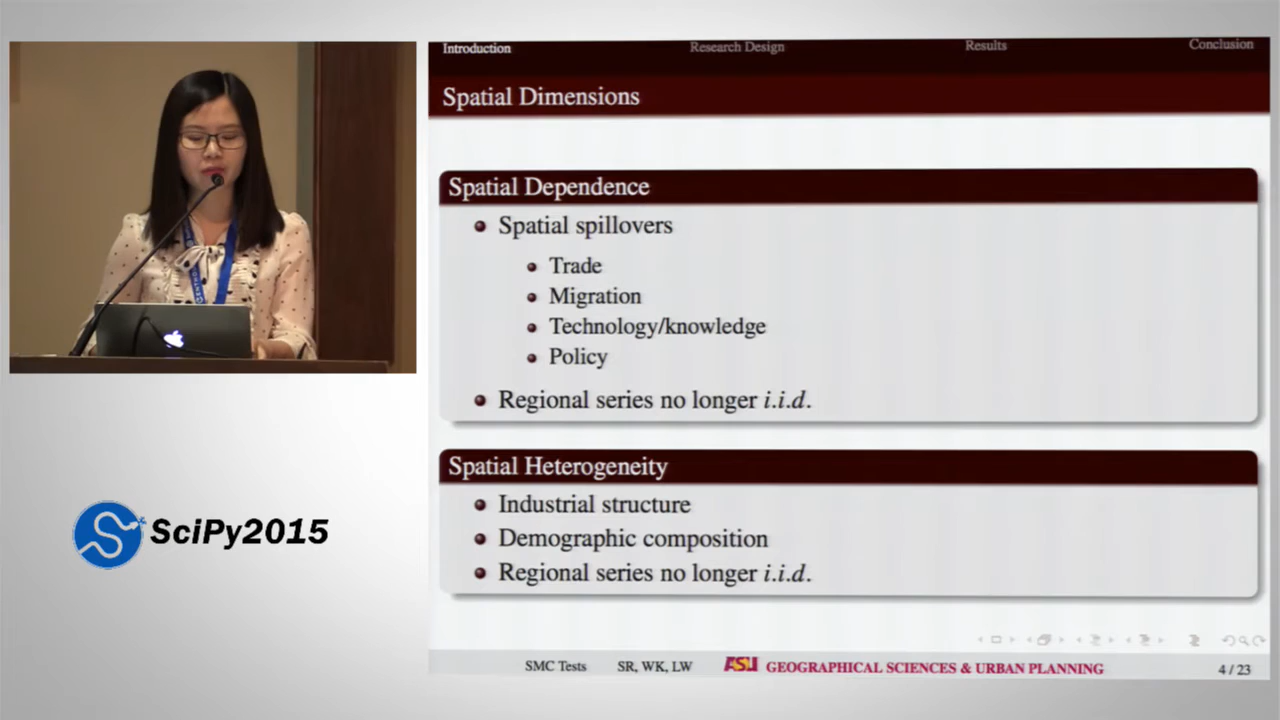 Introduction Research Design Results Conclusion
Spatial Dimensions
Spatial Dependence
Spatial spillovers
Trade
Migration
Technology/knowledge
Policy
Regional series no longer i.i.d.
Spatial Heterogeneity
Industrial structure
Demographic composition
Regional series no longer i.i.d.
SMC Tests SR, WK, LW ASU GEOGRAPHICAL SCIENCES & URBAN PLANNING 4 / 23
SciPy2015